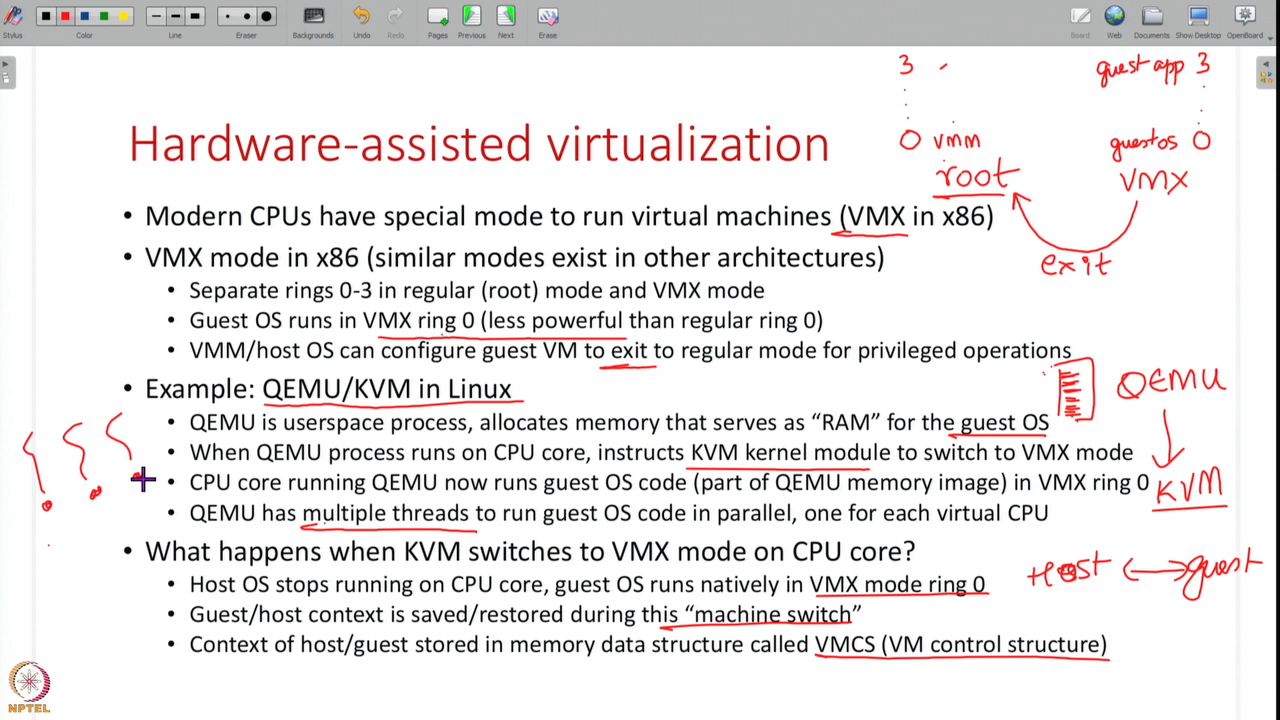 Stylus
Color
Line
Eraser
Backgrounds
Undo
Redo
Pages
Previous
Next
Erase
Board
Web
Documents
Show Desktop
OpenBoard
3
guest app 3
Hardware-assisted virtualization
0 vmm
guest os 0
root
VMX
• Modern CPUs have special mode to run virtual machines (VMX in x86)
• VMX mode in x86 (similar modes exist in other architectures)
exit
• Separate rings 0-3 in regular (root) mode and VMX mode
• Guest OS runs in VMX ring 0 (less powerful than regular ring 0)
• VMM/host OS can configure guest VM to exit to regular mode for privileged operations
• Example: QEMU/KVM in Linux
QEMU
• QEMU is userspace process, allocates memory that serves as “RAM” for the guest OS
• When QEMU process runs on CPU core, instructs KVM kernel module to switch to VMX mode
• CPU core running QEMU now runs guest OS code (part of QEMU memory image) in VMX ring 0
KVM
• QEMU has multiple threads to run guest OS code in parallel, one for each virtual CPU
• What happens when KVM switches to VMX mode on CPU core?
Host ↔ guest
• Host OS stops running on CPU core, guest OS runs natively in VMX mode ring 0
• Guest/host context is saved/restored during this “machine switch”
• Context of host/guest stored in memory data structure called VMCS (VM control structure)
NPTEL